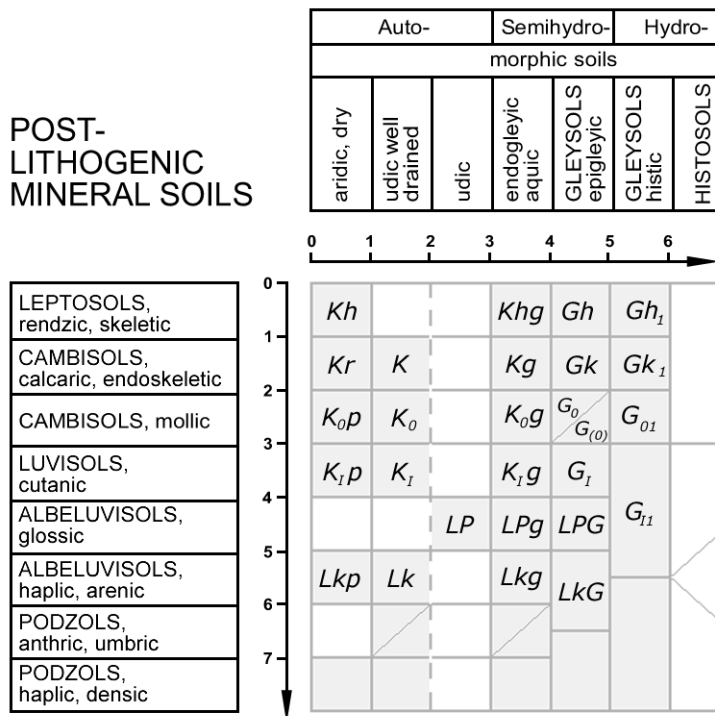 Auto- Semihydro- Hydro-
morphic soils
POST-
LITHOGENIC
MINERAL SOILS
aridic, dry
udic well
drained
udic
endogleyic
aquic
GLEYSOLS
epigleyic
GLEYSOLS
histic
HISTOSOLS
0 1 2 3 4 5 6
0
LEPTOSOLS,
rendzic, skeletic
Kh Khg Gh Gh1
1
CAMBISOLS,
calcaric, endoskeletic
Kr K Kg Gk Gk1
2
CAMBISOLS, mollic
K0p K0 K0g G0 G(0) G01
3
LUVISOLS,
cutanic
KIp KI KIg GI GI1
4
ALBELUVISOLS,
glossic
LP LPg LPG
5
ALBELUVISOLS,
haplic, arenic
Lkp Lk Lkg LkG
6
PODZOLS,
anthric, umbric
7
PODZOLS,
haplic, densic